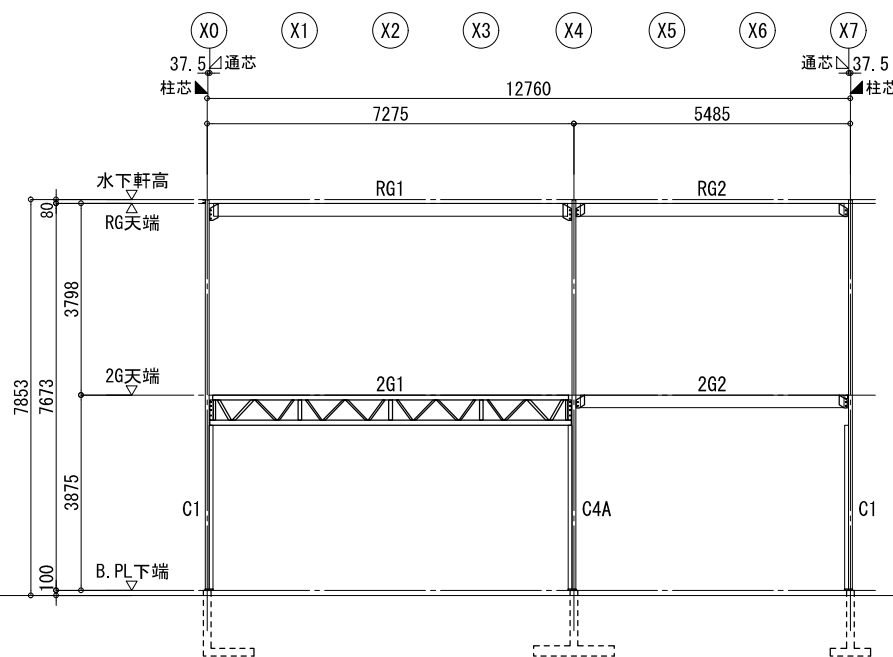 X0 X1 X2 X3 X4 X5 X6 X7
37.5 通芯 通芯 37.5
柱芯 柱芯
12760
7275 5485
水下軒高
RG1 RG2
80
RG天端
3798
2G天端
2G1 2G2
7853
7673
3875
C1 C4A C1
B.PL下端
100